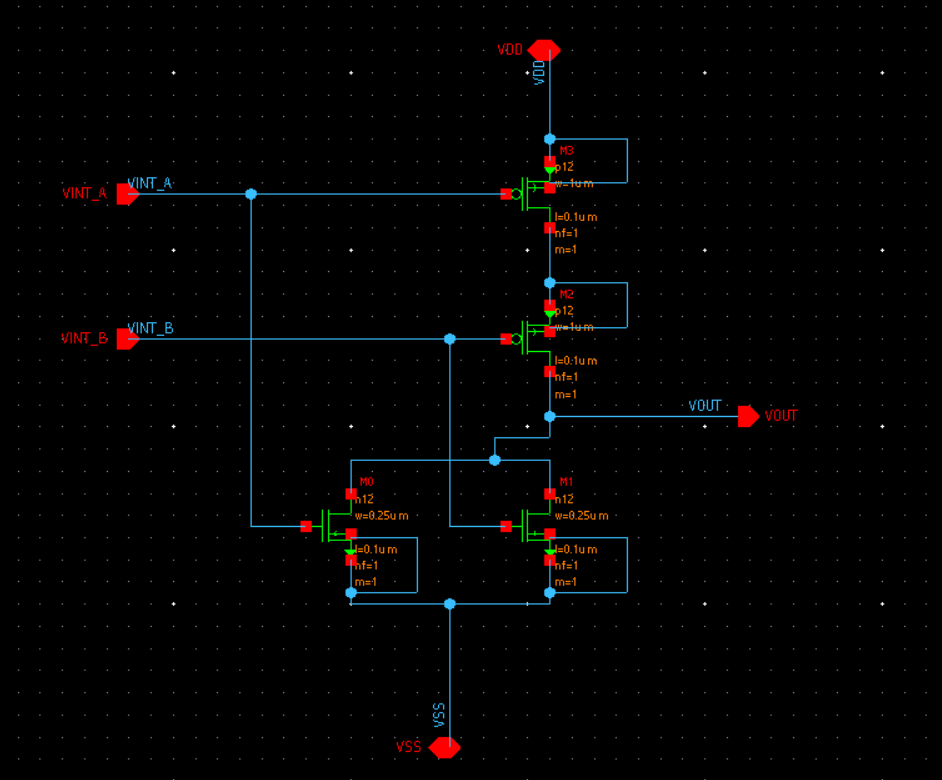 VDD
VDD
M3
p12
w=1um
VINT_A
VINT_A
l=0.1um
nf=1
m=1
M2
p12
w=1um
VINT_B
VINT_B
l=0.1um
nf=1
m=1
VOUT
VOUT
M0
n12
w=0.25um
M1
n12
w=0.25um
l=0.1um
nf=1
m=1
l=0.1um
nf=1
m=1
VSS
VSS